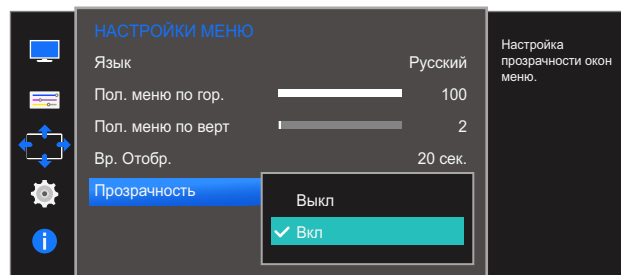 НАСТРОЙКИ МЕНЮ
Язык Русский
Пол. меню по гор. 100
Пол. меню по верт 2
Вр. Отобр. 20 сек.
Прозрачность
Выкл
Вкл
Настройка
прозрачности окон
меню.